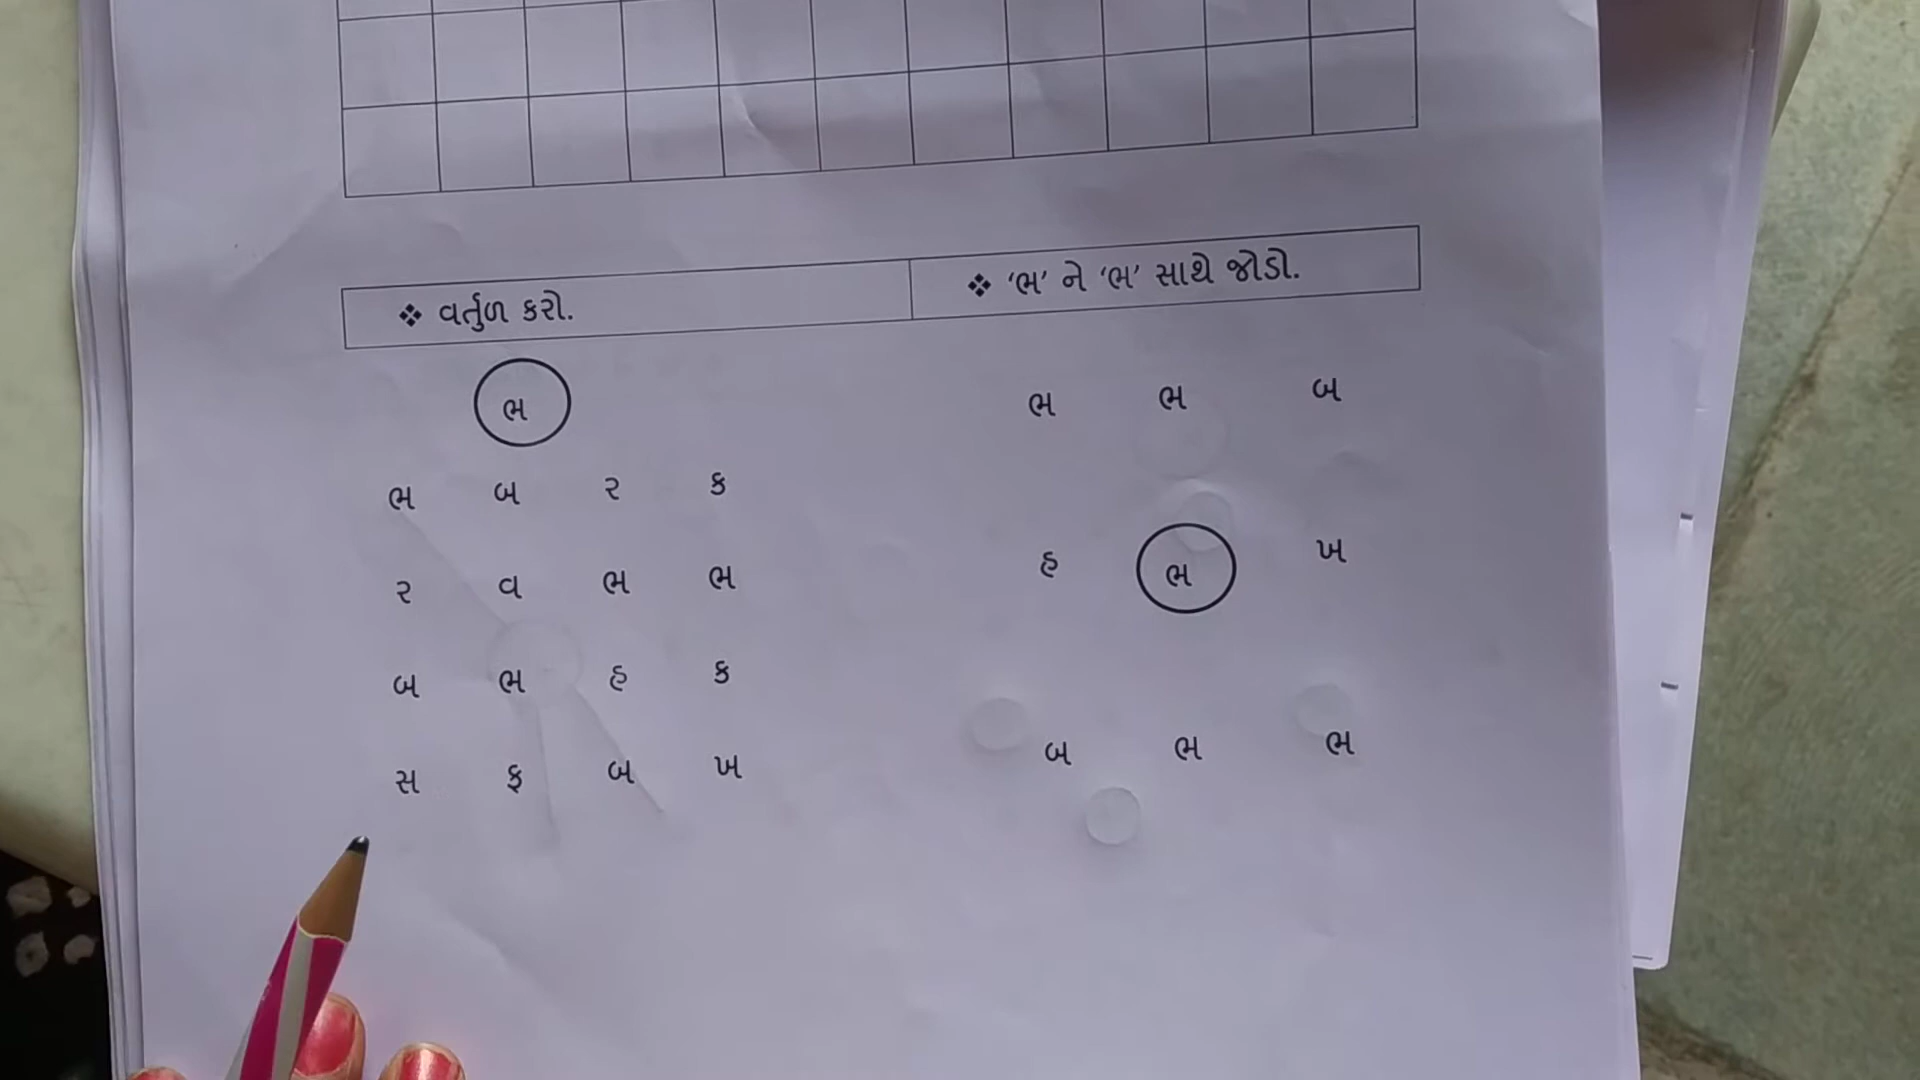 ❖ વર્તુળ કરો.
❖ ‘ભ’ ને ‘ભ’ સાથે જોડો.
ભ
ભ બ ર ક
ર વ ભ ભ
બ ભ હ ક
સ ફ બ ખ
ભ ભ બ
હ ભ ખ
બ ભ ભ